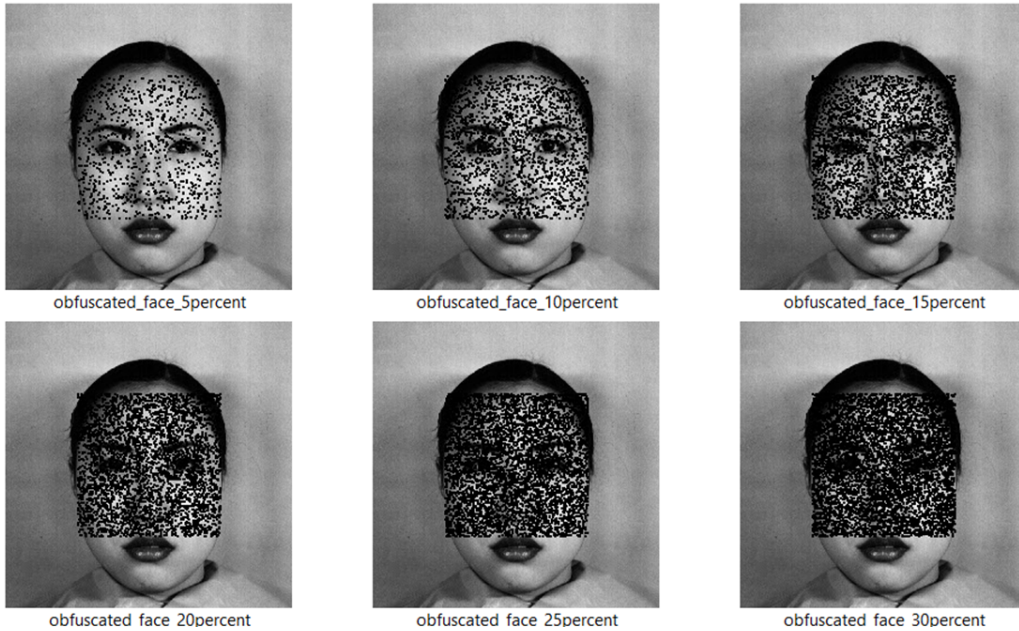 obfuscated_face_5percent
obfuscated_face_10percent
obfuscated_face_15percent
obfuscated_face_20percent
obfuscated_face_25percent
obfuscated_face_30percent